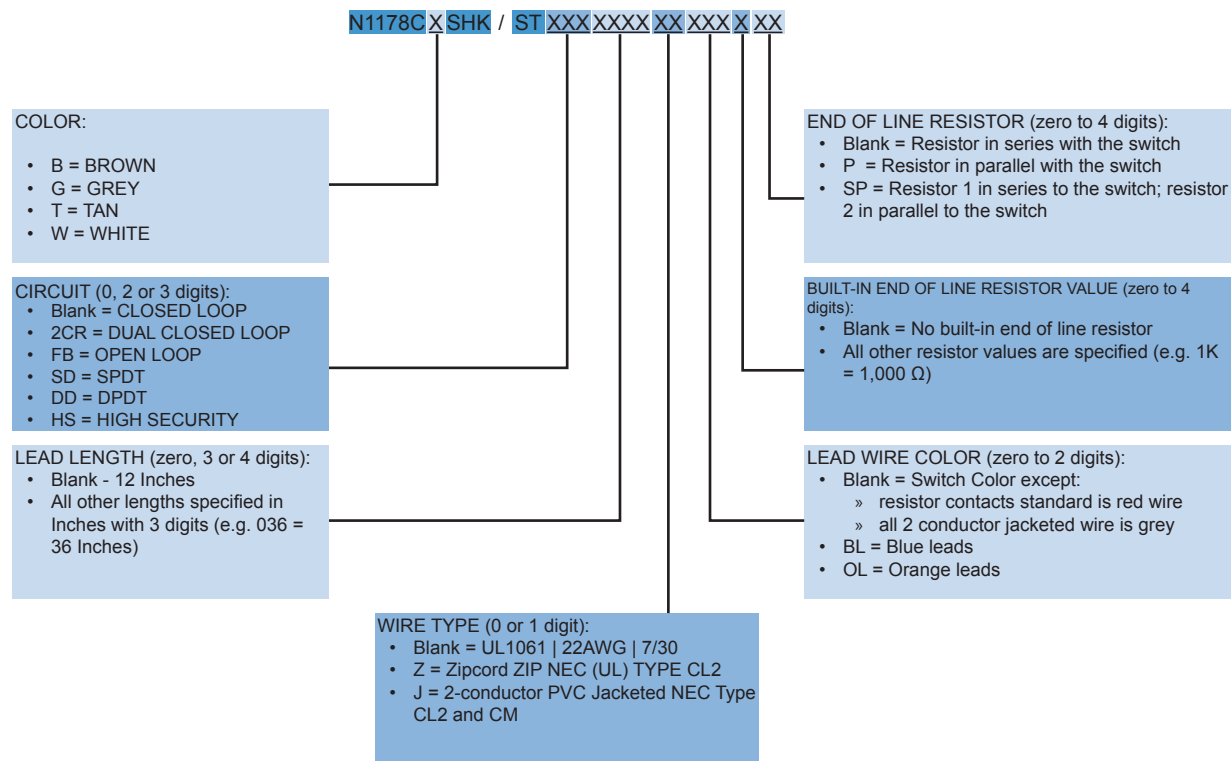 N1178C X SHK / ST XXX XXXX XX XXX X XX
COLOR:
• B = BROWN
• G = GREY
• T = TAN
• W = WHITE
CIRCUIT (0, 2 or 3 digits):
• Blank = CLOSED LOOP
• 2CR = DUAL CLOSED LOOP
• FB = OPEN LOOP
• SD = SPDT
• DD = DPDT
• HS = HIGH SECURITY
LEAD LENGTH (zero, 3 or 4 digits):
• Blank - 12 Inches
• All other lengths specified in
Inches with 3 digits (e.g. 036 =
36 Inches)
WIRE TYPE (0 or 1 digit):
• Blank = UL1061 | 22AWG | 7/30
• Z = Zipcord ZIP NEC (UL) TYPE CL2
• J = 2-conductor PVC Jacketed NEC Type
CL2 and CM
END OF LINE RESISTOR (zero to 4 digits):
• Blank = Resistor in series with the switch
• P = Resistor in parallel with the switch
• SP = Resistor 1 in series to the switch; resistor
2 in parallel to the switch
BUILT-IN END OF LINE RESISTOR VALUE (zero to 4
digits):
• Blank = No built-in end of line resistor
• All other resistor values are specified (e.g. 1K
= 1,000 Ω)
LEAD WIRE COLOR (zero to 2 digits):
• Blank = Switch Color except:
» resistor contacts standard is red wire
» all 2 conductor jacketed wire is grey
• BL = Blue leads
• OL = Orange leads